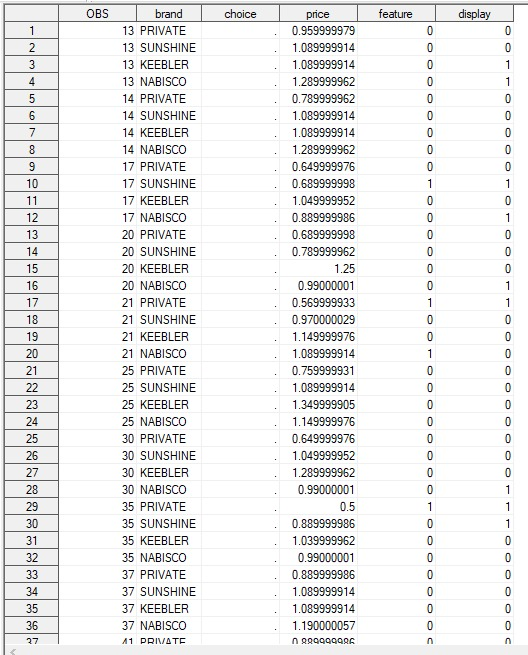 OBS brand choice price feature display
1 13 PRIVATE . 0.959999979 0 0
2 13 SUNSHINE . 1.089999914 0 0
3 13 KEEBLER . 1.089999914 0 1
4 13 NABISCO . 1.289999962 0 1
5 14 PRIVATE . 0.789999962 0 0
6 14 SUNSHINE . 1.089999914 0 0
7 14 KEEBLER . 1.089999914 0 0
8 14 NABISCO . 1.289999962 0 0
9 17 PRIVATE . 0.649999976 0 0
10 17 SUNSHINE . 0.689999998 1 1
11 17 KEEBLER . 1.049999952 0 0
12 17 NABISCO . 0.889999986 0 1
13 20 PRIVATE . 0.689999998 0 0
14 20 SUNSHINE . 0.789999962 0 0
15 20 KEEBLER . 1.25 0 0
16 20 NABISCO . 0.99000001 0 1
17 21 PRIVATE . 0.569999933 1 1
18 21 SUNSHINE . 0.970000029 0 0
19 21 KEEBLER . 1.149999976 0 0
20 21 NABISCO . 1.089999914 1 0
21 25 PRIVATE . 0.759999931 0 0
22 25 SUNSHINE . 1.089999914 0 0
23 25 KEEBLER . 1.349999905 0 0
24 25 NABISCO . 1.149999976 0 0
25 30 PRIVATE . 0.649999976 0 0
26 30 SUNSHINE . 1.049999952 0 0
27 30 KEEBLER . 1.289999962 0 0
28 30 NABISCO . 0.99000001 0 1
29 35 PRIVATE . 0.5 1 1
30 35 SUNSHINE . 0.889999986 0 1
31 35 KEEBLER . 1.039999962 0 0
32 35 NABISCO . 0.99000001 0 0
33 37 PRIVATE . 0.889999986 0 0
34 37 SUNSHINE . 1.089999914 0 0
35 37 KEEBLER . 1.089999914 0 0
36 37 NABISCO . 1.190000057 0 0
37 41 PRIVATE . 0.889999986 0 0